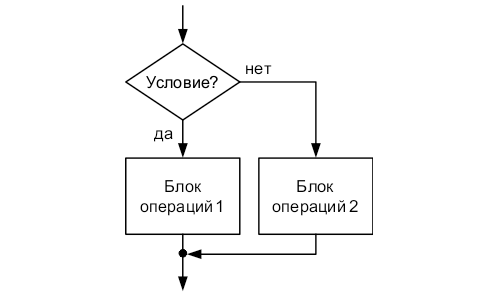 Условие?
нет
да
Блок
операций 1
Блок
операций 2